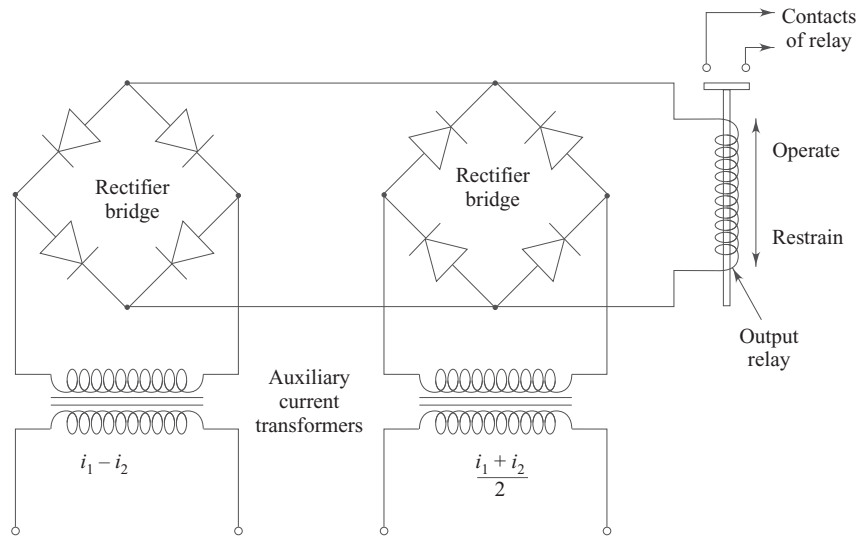 Contacts
of relay
Rectifier
bridge
Rectifier
bridge
Operate
Restrain
Output
relay
Auxiliary
current
transformers
i₁ – i₂
i₁ + i₂
2